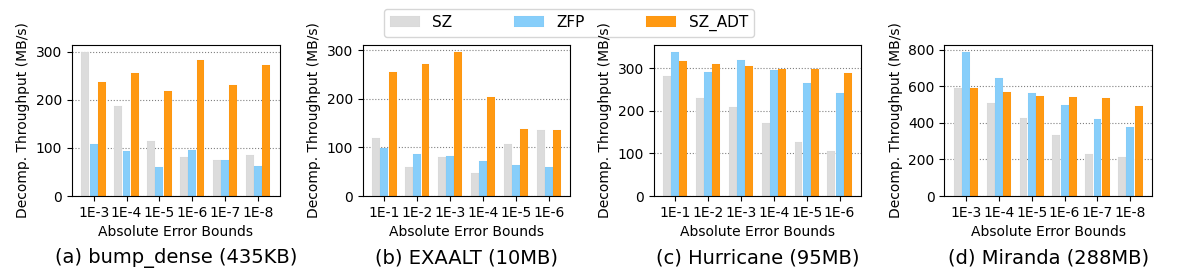 SZ ZFP SZ_ADT
Decomp. Throughput (MB/s)
300
200
100
0
1E-3 1E-4 1E-5 1E-6 1E-7 1E-8
Absolute Error Bounds
(a) bump_dense (435KB)
Decomp. Throughput (MB/s)
300
200
100
0
1E-1 1E-2 1E-3 1E-4 1E-5 1E-6
Absolute Error Bounds
(b) EXAALT (10MB)
Decomp. Throughput (MB/s)
300
200
100
0
1E-1 1E-2 1E-3 1E-4 1E-5 1E-6
Absolute Error Bounds
(c) Hurricane (95MB)
Decomp. Throughput (MB/s)
800
600
400
200
0
1E-3 1E-4 1E-5 1E-6 1E-7 1E-8
Absolute Error Bounds
(d) Miranda (288MB)